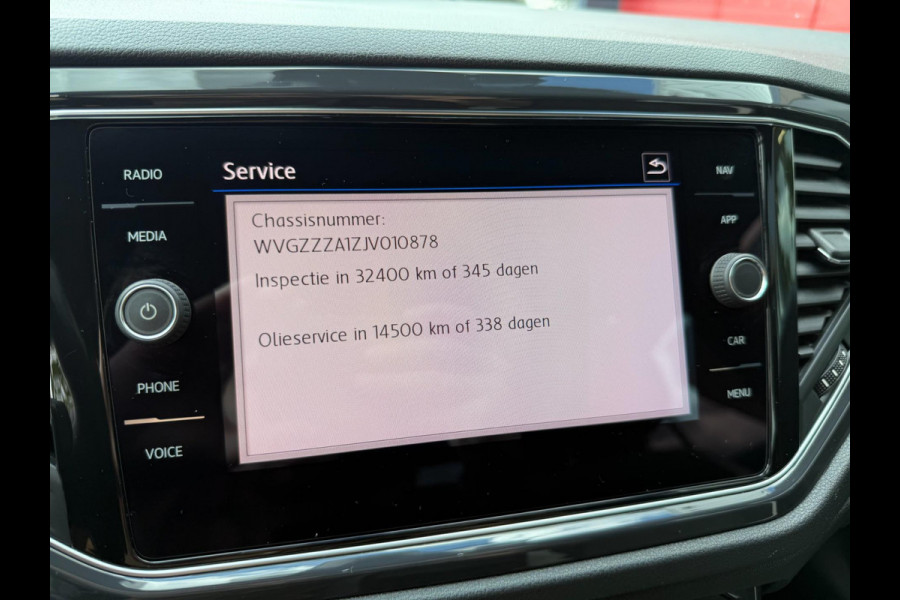 RADIO
MEDIA
PHONE
VOICE
Service
Chassisnummer:
WVGZZZA1ZJV010878
Inspectie in 32400 km of 345 dagen
Olieservice in 14500 km of 338 dagen
NAV
APP
CAR
MENU